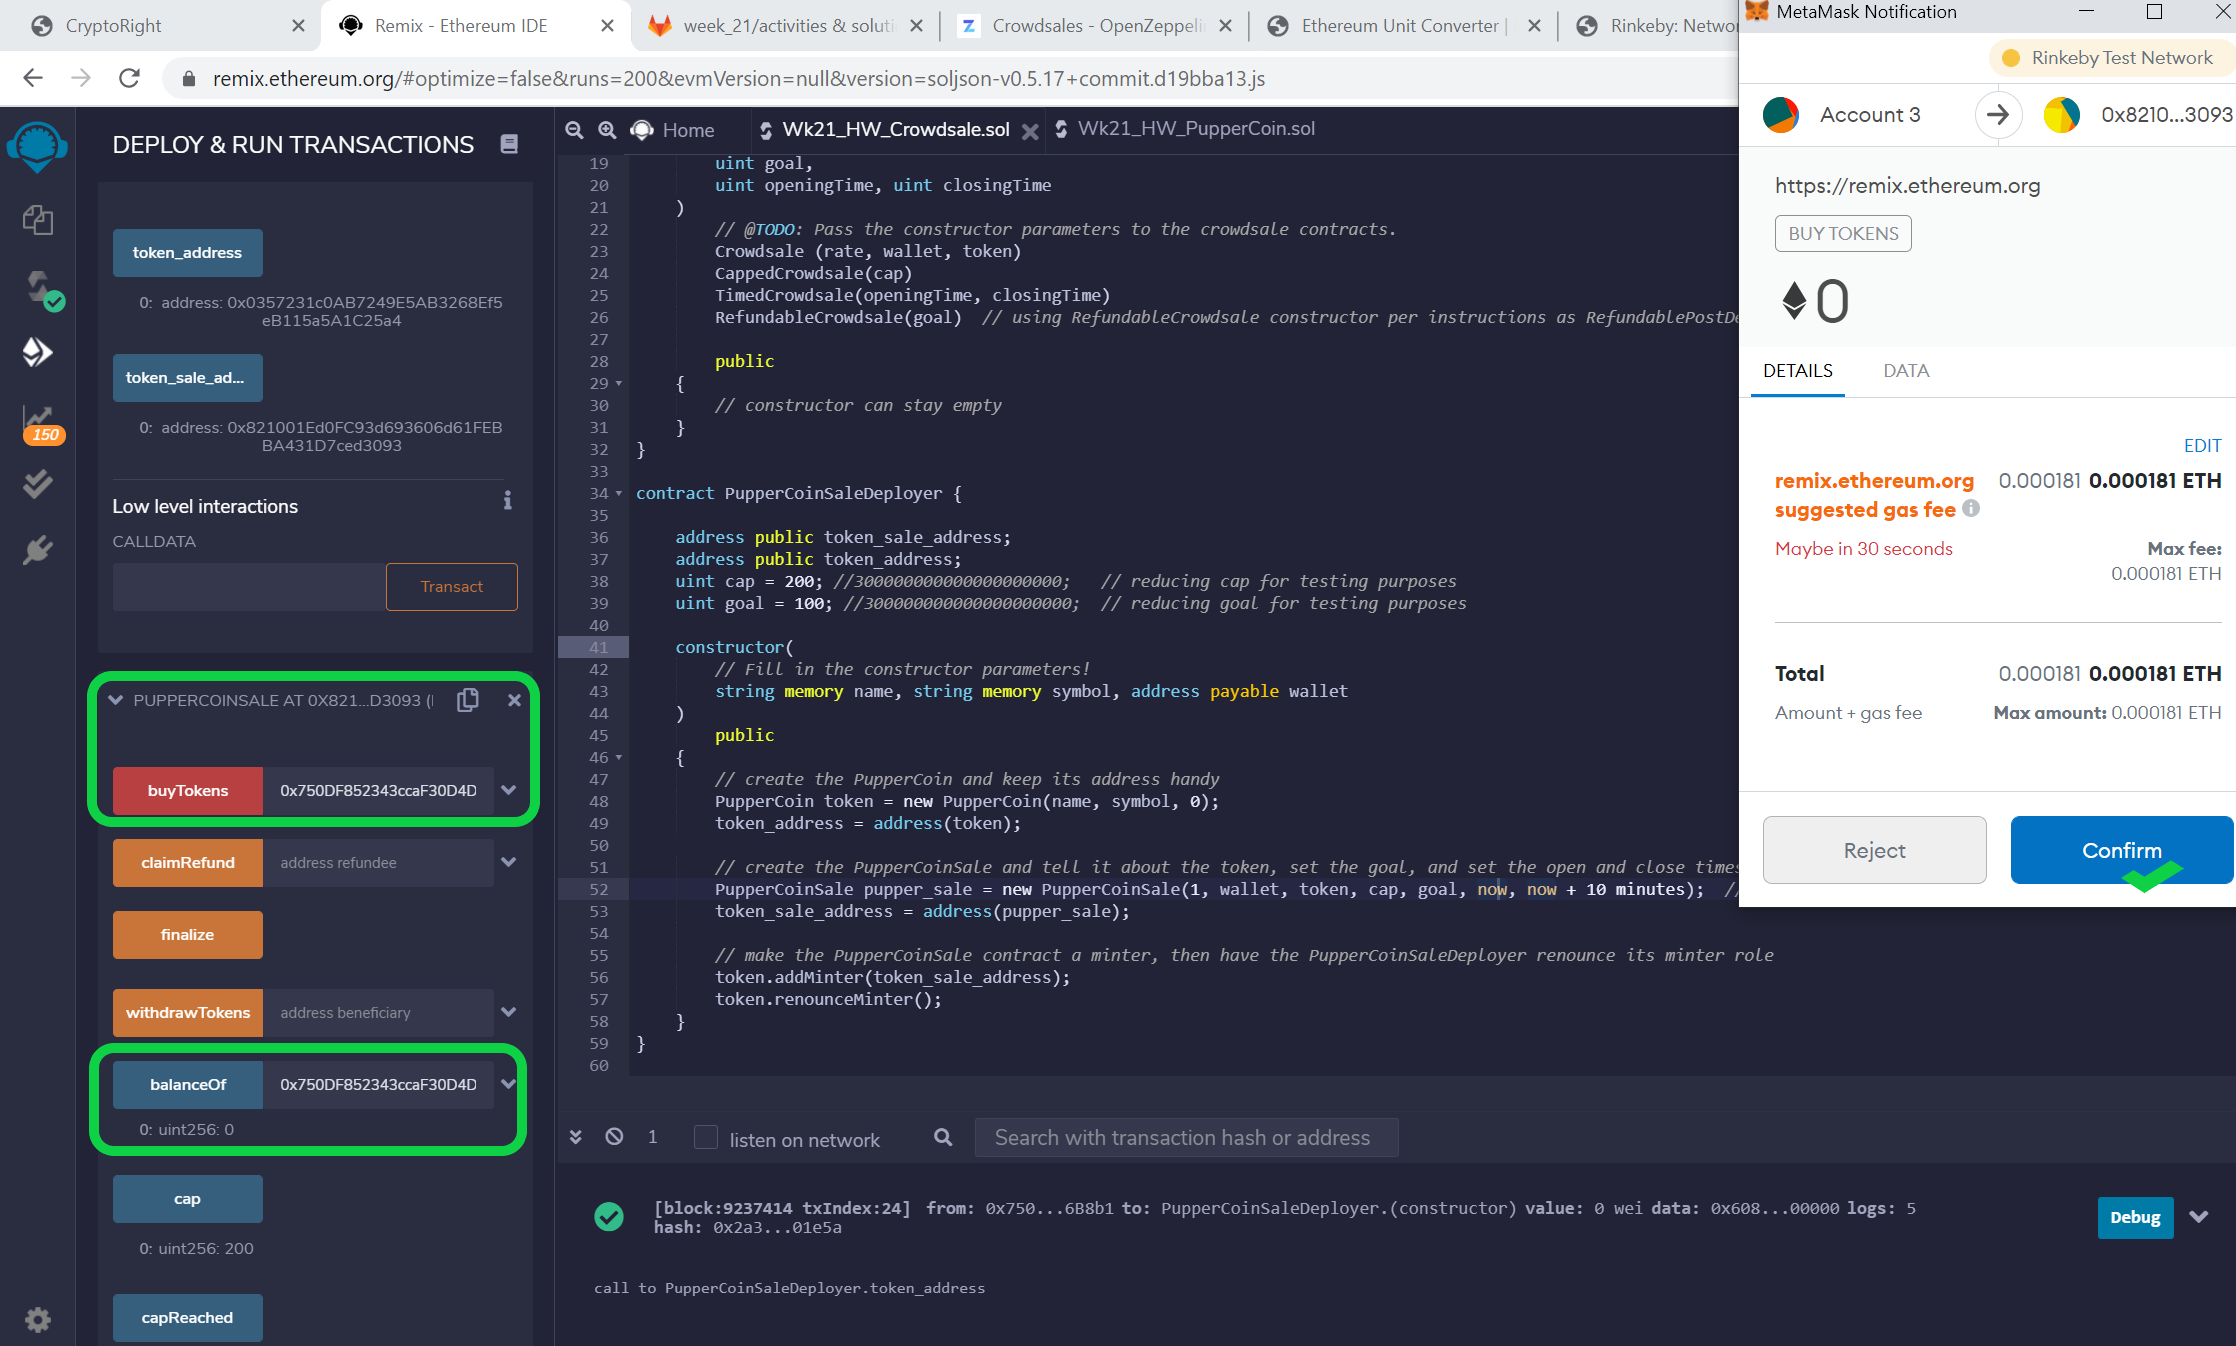 CryptoRight
Remix - Ethereum IDE
week_21/activities & soluti
Crowdsales - OpenZeppeli
Ethereum Unit Converter |
Rinkeby: Netwo
remix.ethereum.org/#optimize=false&runs=200&evmVersion=null&version=soljson-v0.5.17+commit.d19bba13.js
DEPLOY & RUN TRANSACTIONS
token_address
0: address: 0x0357231c0AB7249E5AB3268Ef5
eB115a5A1C25a4
token_sale_ad...
0: address: 0x821001Ed0FC93d693606d61FEB
BA431D7ced3093
150
Low level interactions
CALLDATA
Transact
PUPPERCOINSALE AT 0X821...D3093 (
buyTokens 0x750DF852343ccaF30D4D
claimRefund address refundee
finalize
withdrawTokens address beneficiary
balanceOf 0x750DF852343ccaF30D4D
0: uint256: 0
cap
0: uint256: 200
capReached
Home
Wk21_HW_Crowdsale.sol
Wk21_HW_PupperCoin.sol
19 uint goal,
20 uint openingTime, uint closingTime
21 )
22 // @TODO: Pass the constructor parameters to the crowdsale contracts.
23 Crowdsale (rate, wallet, token)
24 CappedCrowdsale(cap)
25 TimedCrowdsale(openingTime, closingTime)
26 RefundableCrowdsale(goal)  // using RefundableCrowdsale constructor per instructions as RefundablePostDe
27
28 public
29 {
30 // constructor can stay empty
31 }
32 }
33
34 contract PupperCoinSaleDeployer {
35
36 address public token_sale_address;
37 address public token_address;
38 uint cap = 200; //300000000000000000000;   // reducing cap for testing purposes
39 uint goal = 100; //300000000000000000000;  // reducing goal for testing purposes
40
41 constructor(
42 // Fill in the constructor parameters!
43 string memory name, string memory symbol, address payable wallet
44 )
45 public
46 {
47 // create the PupperCoin and keep its address handy
48 PupperCoin token = new PupperCoin(name, symbol, 0);
49 token_address = address(token);
50
51 // create the PupperCoinSale and tell it about the token, set the goal, and set the open and close times
52 PupperCoinSale pupper_sale = new PupperCoinSale(1, wallet, token, cap, goal, now, now + 10 minutes);  //
53 token_sale_address = address(pupper_sale);
54
55 // make the PupperCoinSale contract a minter, then have the PupperCoinSaleDeployer renounce its minter role
56 token.addMinter(token_sale_address);
57 token.renounceMinter();
58 }
59 }
60
1 listen on network Search with transaction hash or address
[block:9237414 txIndex:24] from: 0x750...6B8b1 to: PupperCoinSaleDeployer.(constructor) value: 0 wei data: 0x608...00000 logs: 5
hash: 0x2a3...01e5a
Debug
call to PupperCoinSaleDeployer.token_address
MetaMask Notification
Rinkeby Test Network
Account 3 0x8210...3093
https://remix.ethereum.org
BUY TOKENS
0
DETAILS DATA
EDIT
remix.ethereum.org 0.000181 0.000181 ETH
suggested gas fee
Maybe in 30 seconds Max fee:
0.000181 ETH
Total 0.000181 0.000181 ETH
Amount + gas fee Max amount: 0.000181 ETH
Reject Confirm